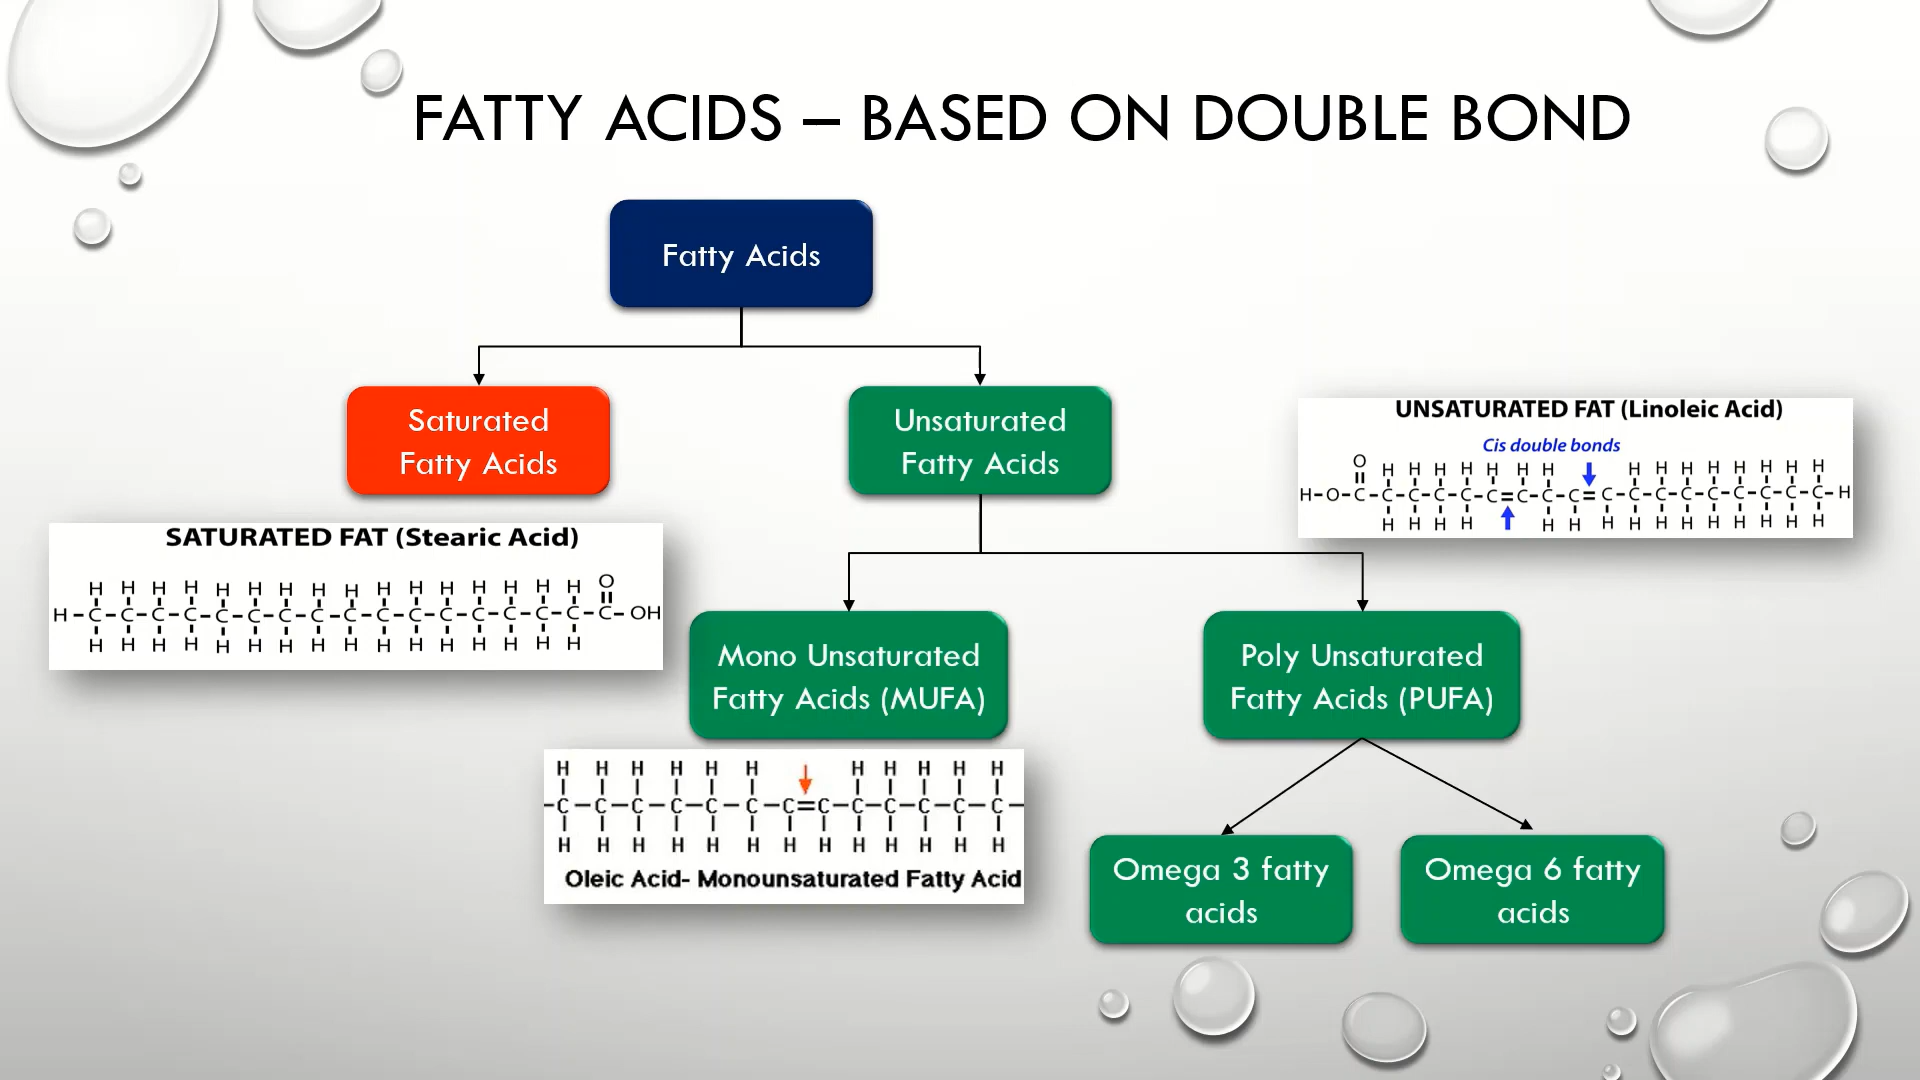 FATTY ACIDS – BASED ON DOUBLE BOND
Fatty Acids
Saturated
Fatty Acids
Unsaturated
Fatty Acids
UNSATURATED FAT (Linoleic Acid)
Cis double bonds
O
H H H H H H H H H H H H H H H
H-O-C-C-C-C-C-C=C-C-C=C-C-C-C-C-C-C-C-C-H
H H H H H H H H H H H H H H H
SATURATED FAT (Stearic Acid)
H H H H H H H H H H H H H H H H O
H-C-C-C-C-C-C-C-C-C-C-C-C-C-C-C-C-C-OH
H H H H H H H H H H H H H H H H
Mono Unsaturated
Fatty Acids (MUFA)
Poly Unsaturated
Fatty Acids (PUFA)
H H H H H H H H H H H
-C-C-C-C-C-C-C=C-C-C-C-C-C-
H H H H H H H H H H H H H
Oleic Acid- Monounsaturated Fatty Acid
Omega 3 fatty
acids
Omega 6 fatty
acids